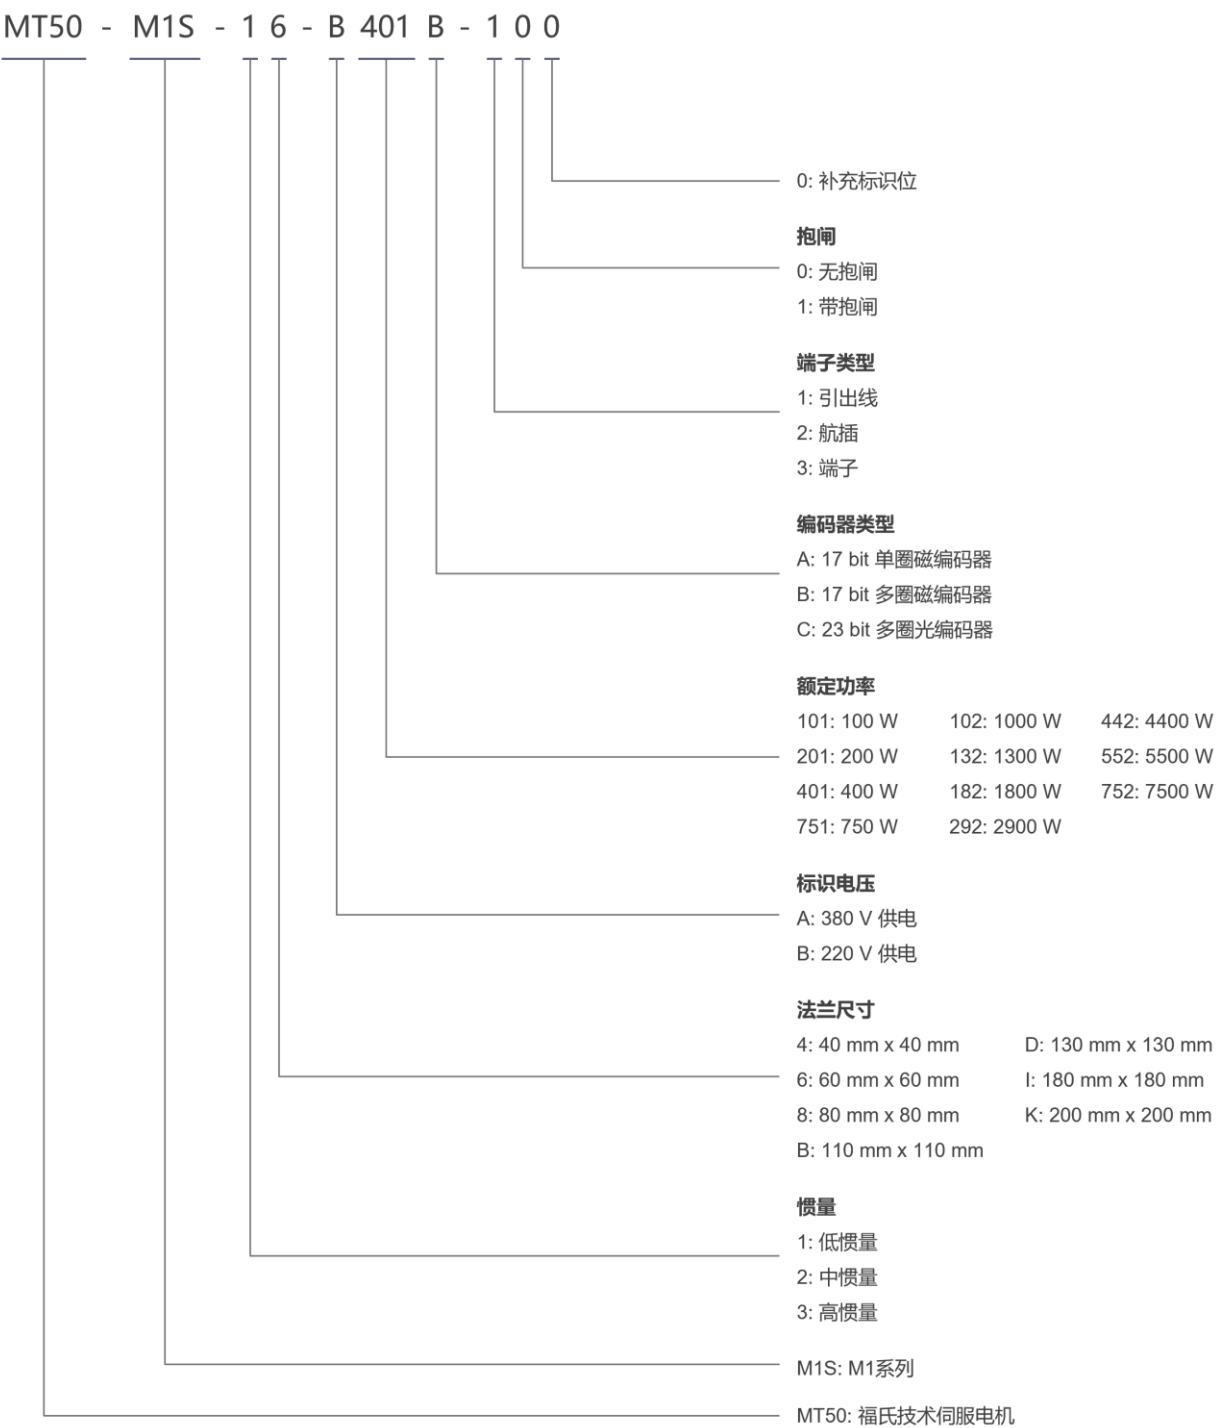 MT50 - M1S - 1 6 - B 401 B - 1 0 0
0: 补充标识位
抱闸
0: 无抱闸
1: 带抱闸
端子类型
1: 引出线
2: 航插
3: 端子
编码器类型
A: 17 bit 单圈磁编码器
B: 17 bit 多圈磁编码器
C: 23 bit 多圈光编码器
额定功率
101: 100 W 102: 1000 W 442: 4400 W
201: 200 W 132: 1300 W 552: 5500 W
401: 400 W 182: 1800 W 752: 7500 W
751: 750 W 292: 2900 W
标识电压
A: 380 V 供电
B: 220 V 供电
法兰尺寸
4: 40 mm x 40 mm D: 130 mm x 130 mm
6: 60 mm x 60 mm I: 180 mm x 180 mm
8: 80 mm x 80 mm K: 200 mm x 200 mm
B: 110 mm x 110 mm
惯量
1: 低惯量
2: 中惯量
3: 高惯量
M1S: M1系列
MT50: 福氏技术伺服电机